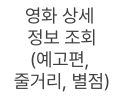 영화 상세
정보 조회
(예고편,
줄거리, 별점)